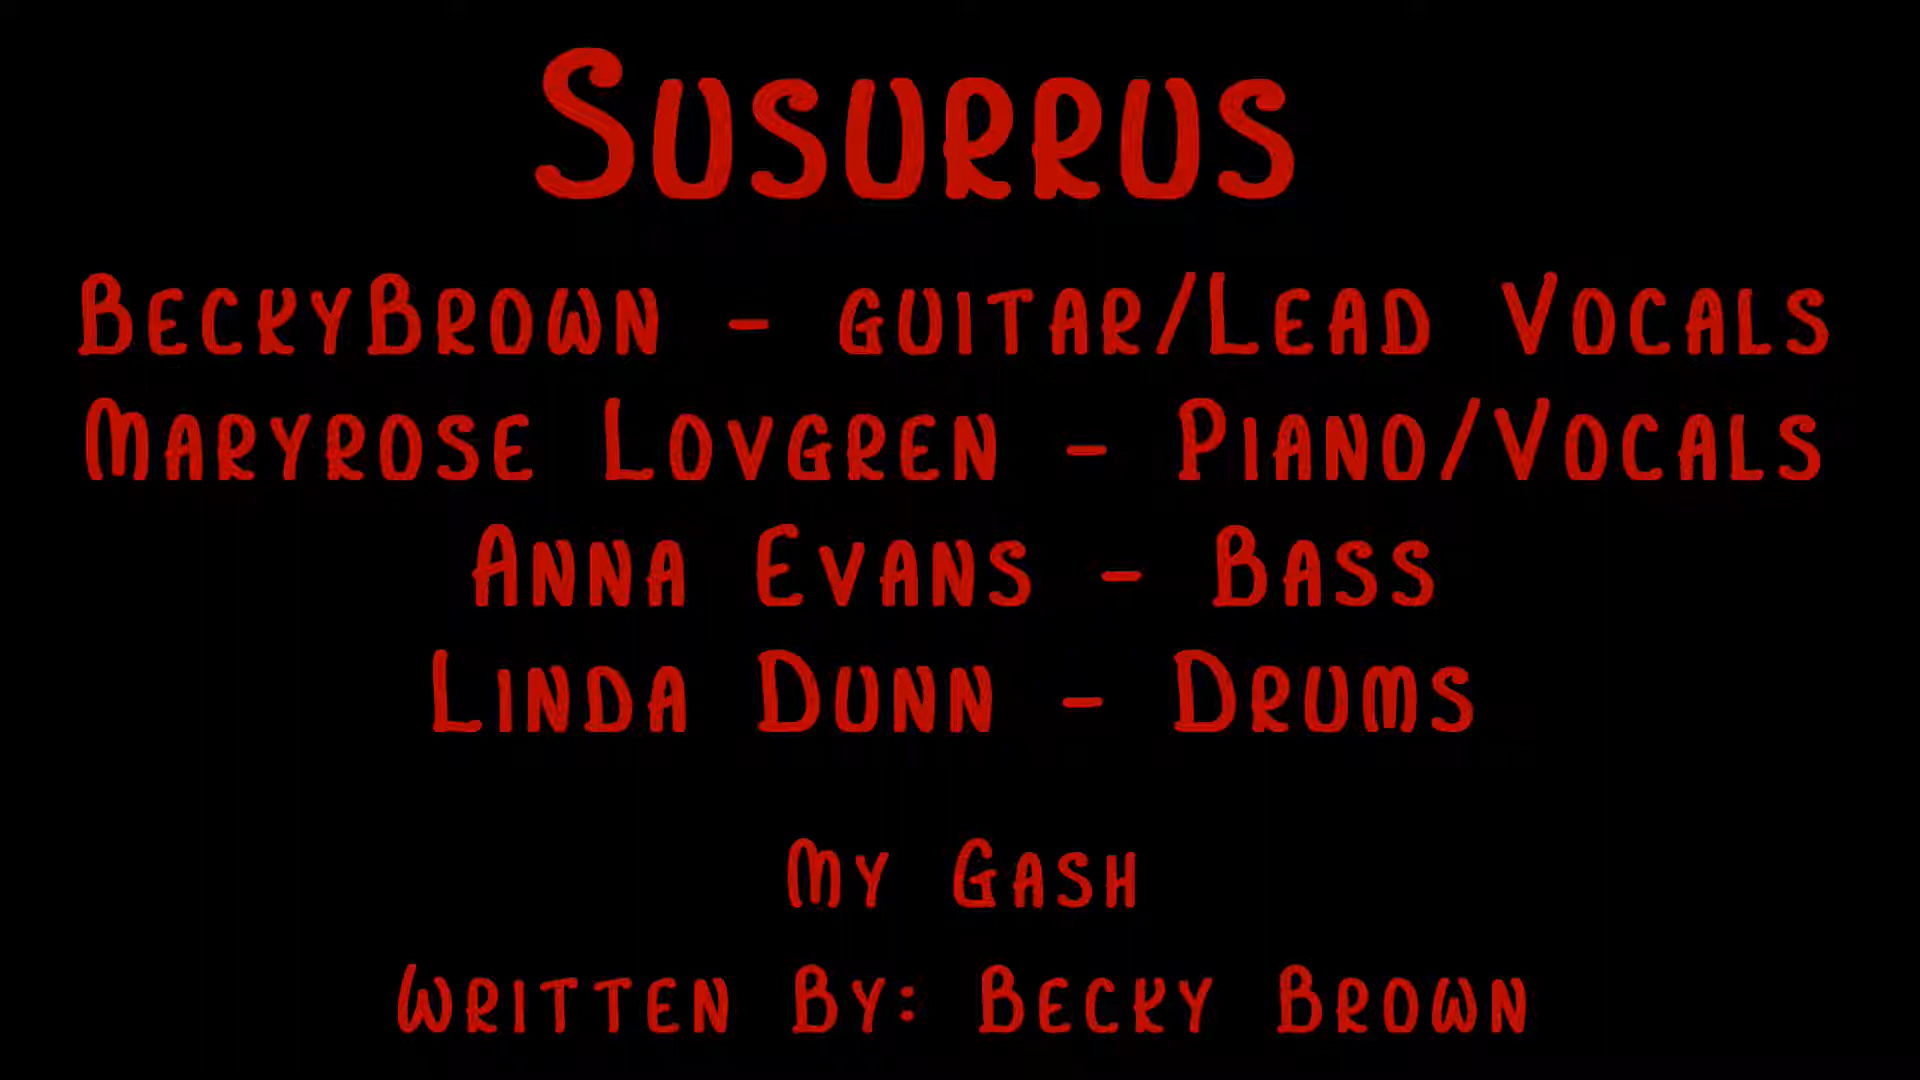 Susurrus
BeckyBrown - guitar/Lead Vocals
Maryrose Lovgren - Piano/Vocals
Anna Evans - Bass
Linda Dunn - Drums
My Gash
Written By: Becky Brown